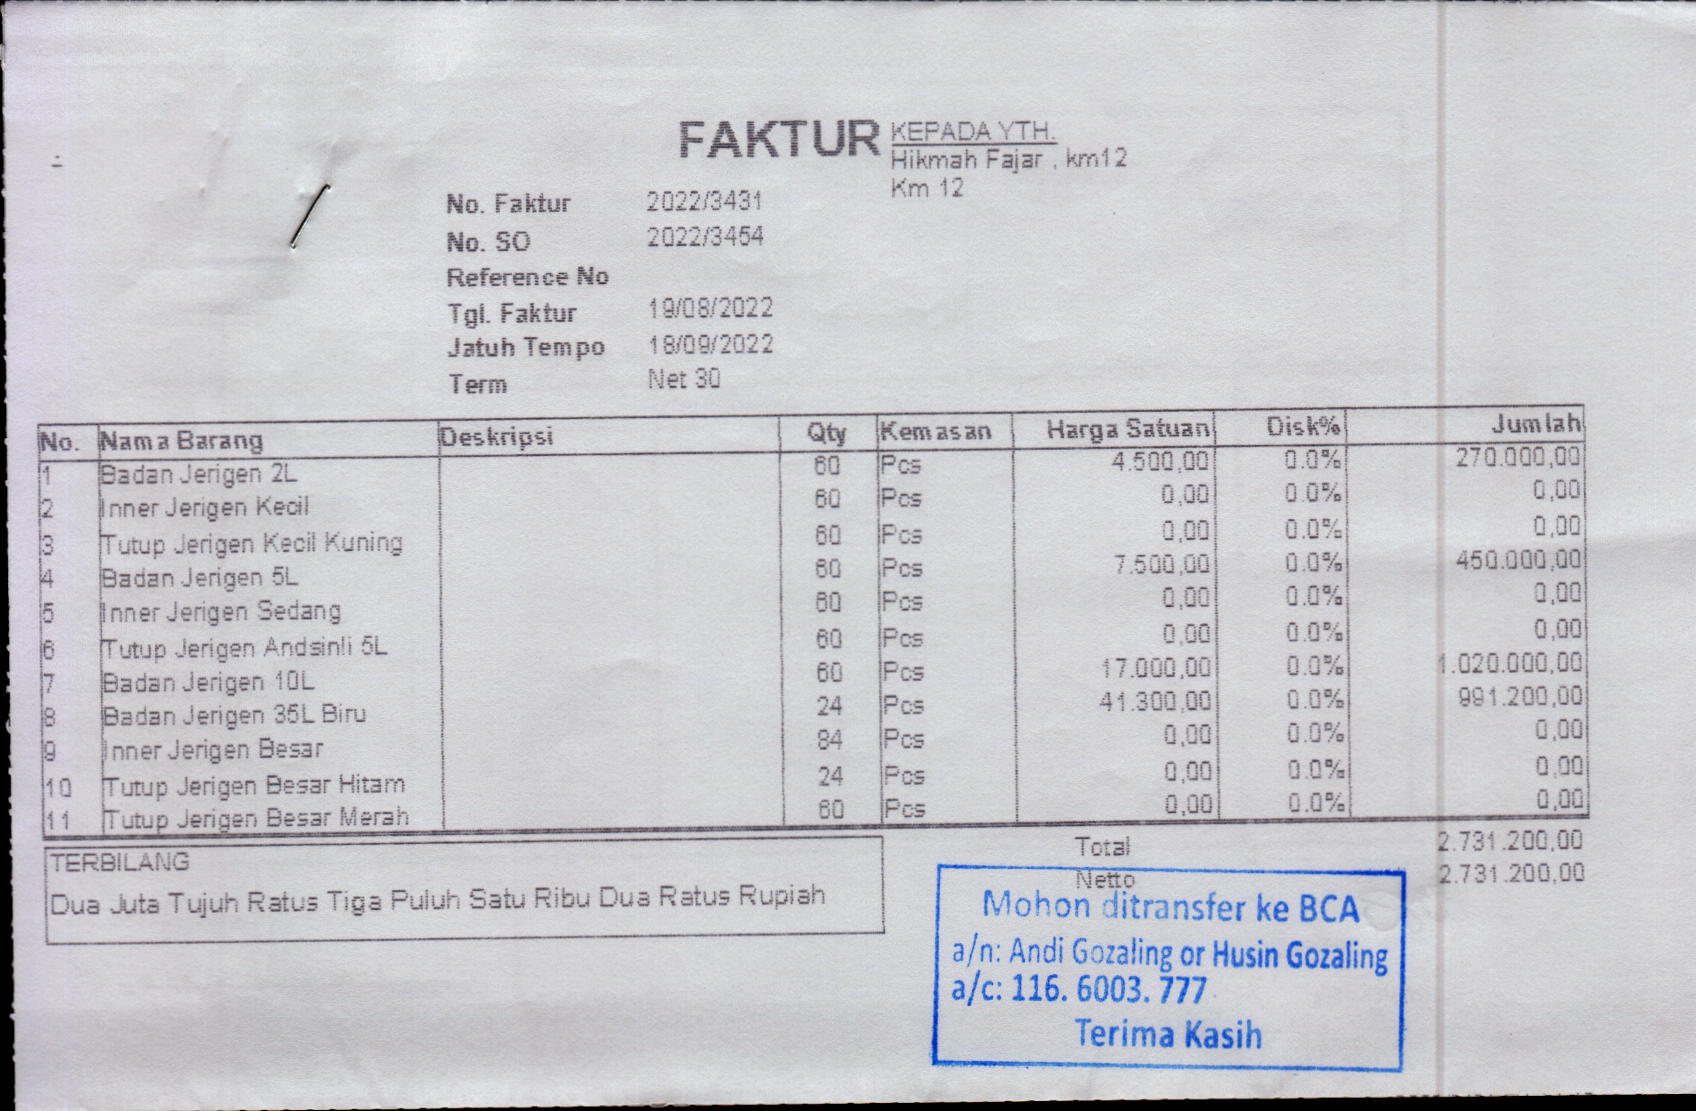 FAKTUR
KEPADA YTH.
Hikmah Fajar , km12
Km 12
No. Faktur 2022/3431
No. SO 2022/3454
Reference No
Tgl. Faktur 19/08/2022
Jatuh Tempo 18/09/2022
Term Net 30
No. Nama Barang Deskripsi Qty Kemasan Harga Satuan Disk% Jumlah
1 Badan Jerigen 2L 60 Pcs 4.500,00 0.0% 270.000,00
2 Inner Jerigen Kecil 60 Pcs 0,00 0.0% 0,00
3 Tutup Jerigen Kecil Kuning 60 Pcs 0,00 0.0% 0,00
4 Badan Jerigen 5L 60 Pcs 7.500,00 0.0% 450.000,00
5 Inner Jerigen Sedang 60 Pcs 0,00 0.0% 0,00
6 Tutup Jerigen Andsinli 5L 60 Pcs 0,00 0.0% 0,00
7 Badan Jerigen 10L 60 Pcs 17.000,00 0.0% 1.020.000,00
8 Badan Jerigen 35L Biru 24 Pcs 41.300,00 0.0% 991.200,00
9 Inner Jerigen Besar 84 Pcs 0,00 0.0% 0,00
10 Tutup Jerigen Besar Hitam 24 Pcs 0,00 0.0% 0,00
11 Tutup Jerigen Besar Merah 60 Pcs 0,00 0.0% 0,00
Total 2.731.200,00
Netto 2.731.200,00
TERBILANG
Dua Juta Tujuh Ratus Tiga Puluh Satu Ribu Dua Ratus Rupiah
Mohon ditransfer ke BCA
a/n: Andi Gozaling or Husin Gozaling
a/c: 116. 6003. 777
Terima Kasih